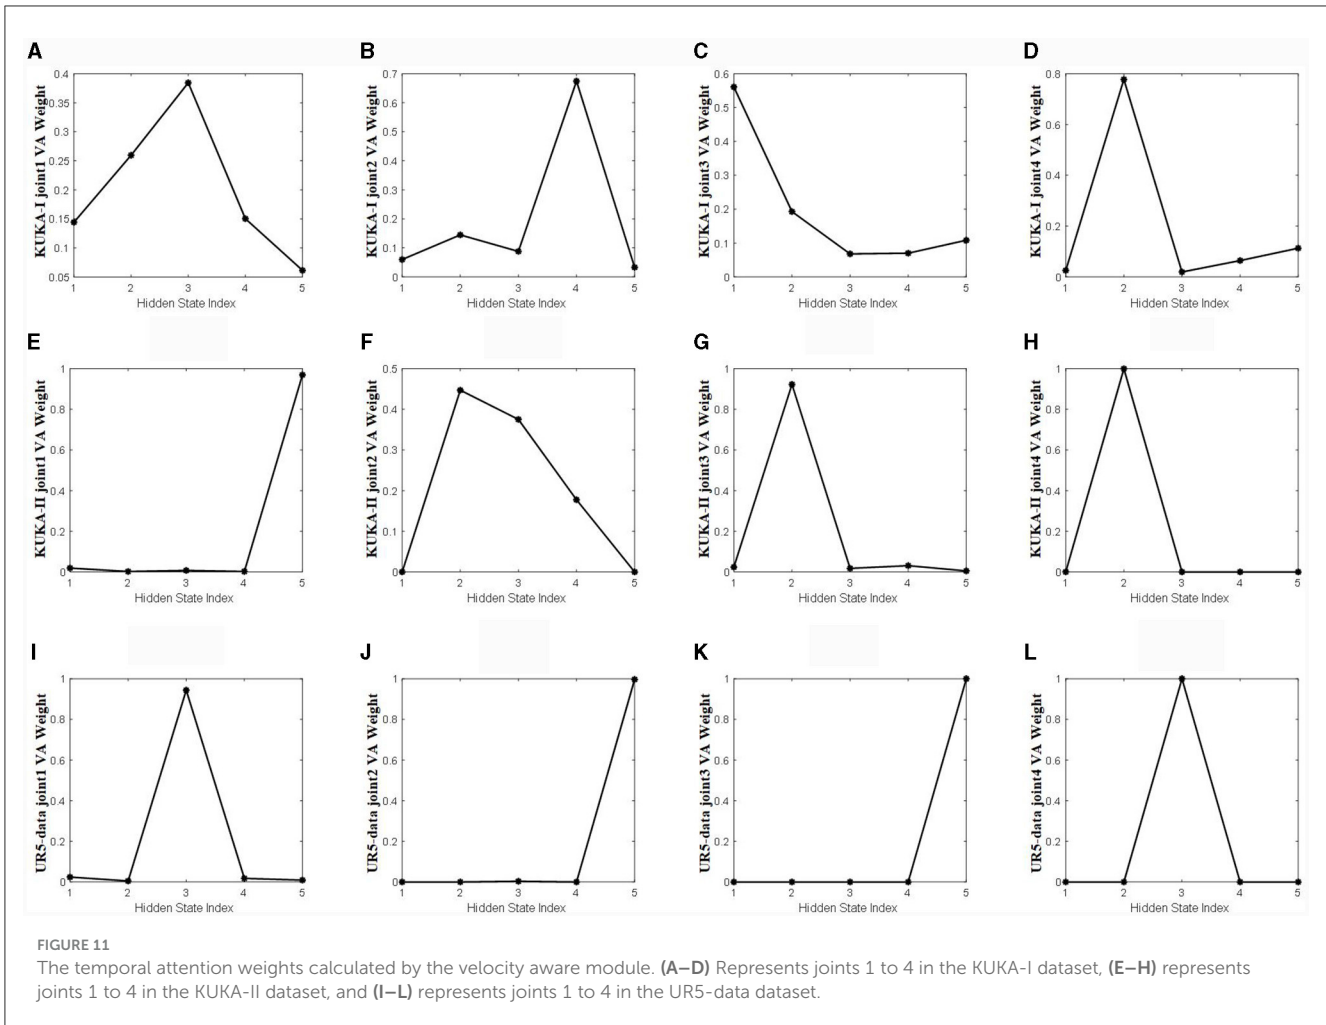 A B C D
KUKA-I joint1 VA Weight
0.4
0.35
0.3
0.25
0.2
0.15
0.1
0.05
1 2 3 4 5
Hidden State Index
KUKA-I joint2 VA Weight
0.7
0.6
0.5
0.4
0.3
0.2
0.1
0
1 2 3 4 5
Hidden State Index
KUKA-I joint3 VA Weight
0.6
0.5
0.4
0.3
0.2
0.1
0
1 2 3 4 5
Hidden State Index
KUKA-I joint4 VA Weight
0.8
0.6
0.4
0.2
0
1 2 3 4 5
Hidden State Index
E F G H
KUKA-II joint1 VA Weight
1
0.8
0.6
0.4
0.2
0
1 2 3 4 5
Hidden State Index
KUKA-II joint2 VA Weight
0.5
0.4
0.3
0.2
0.1
0
1 2 3 4 5
Hidden State Index
KUKA-II joint3 VA Weight
1
0.8
0.6
0.4
0.2
0
1 2 3 4 5
Hidden State Index
KUKA-II joint4 VA Weight
1
0.8
0.6
0.4
0.2
0
1 2 3 4 5
Hidden State Index
I J K L
UR5-data joint1 VA Weight
1
0.8
0.6
0.4
0.2
0
1 2 3 4 5
Hidden State Index
UR5-data joint2 VA Weight
1
0.8
0.6
0.4
0.2
0
1 2 3 4 5
Hidden State Index
UR5-data joint3 VA Weight
1
0.8
0.6
0.4
0.2
0
1 2 3 4 5
Hidden State Index
UR5-data joint4 VA Weight
1
0.8
0.6
0.4
0.2
0
1 2 3 4 5
Hidden State Index
FIGURE 11
The temporal attention weights calculated by the velocity aware module. (A–D) Represents joints 1 to 4 in the KUKA-I dataset, (E–H) represents
joints 1 to 4 in the KUKA-II dataset, and (I–L) represents joints 1 to 4 in the UR5-data dataset.